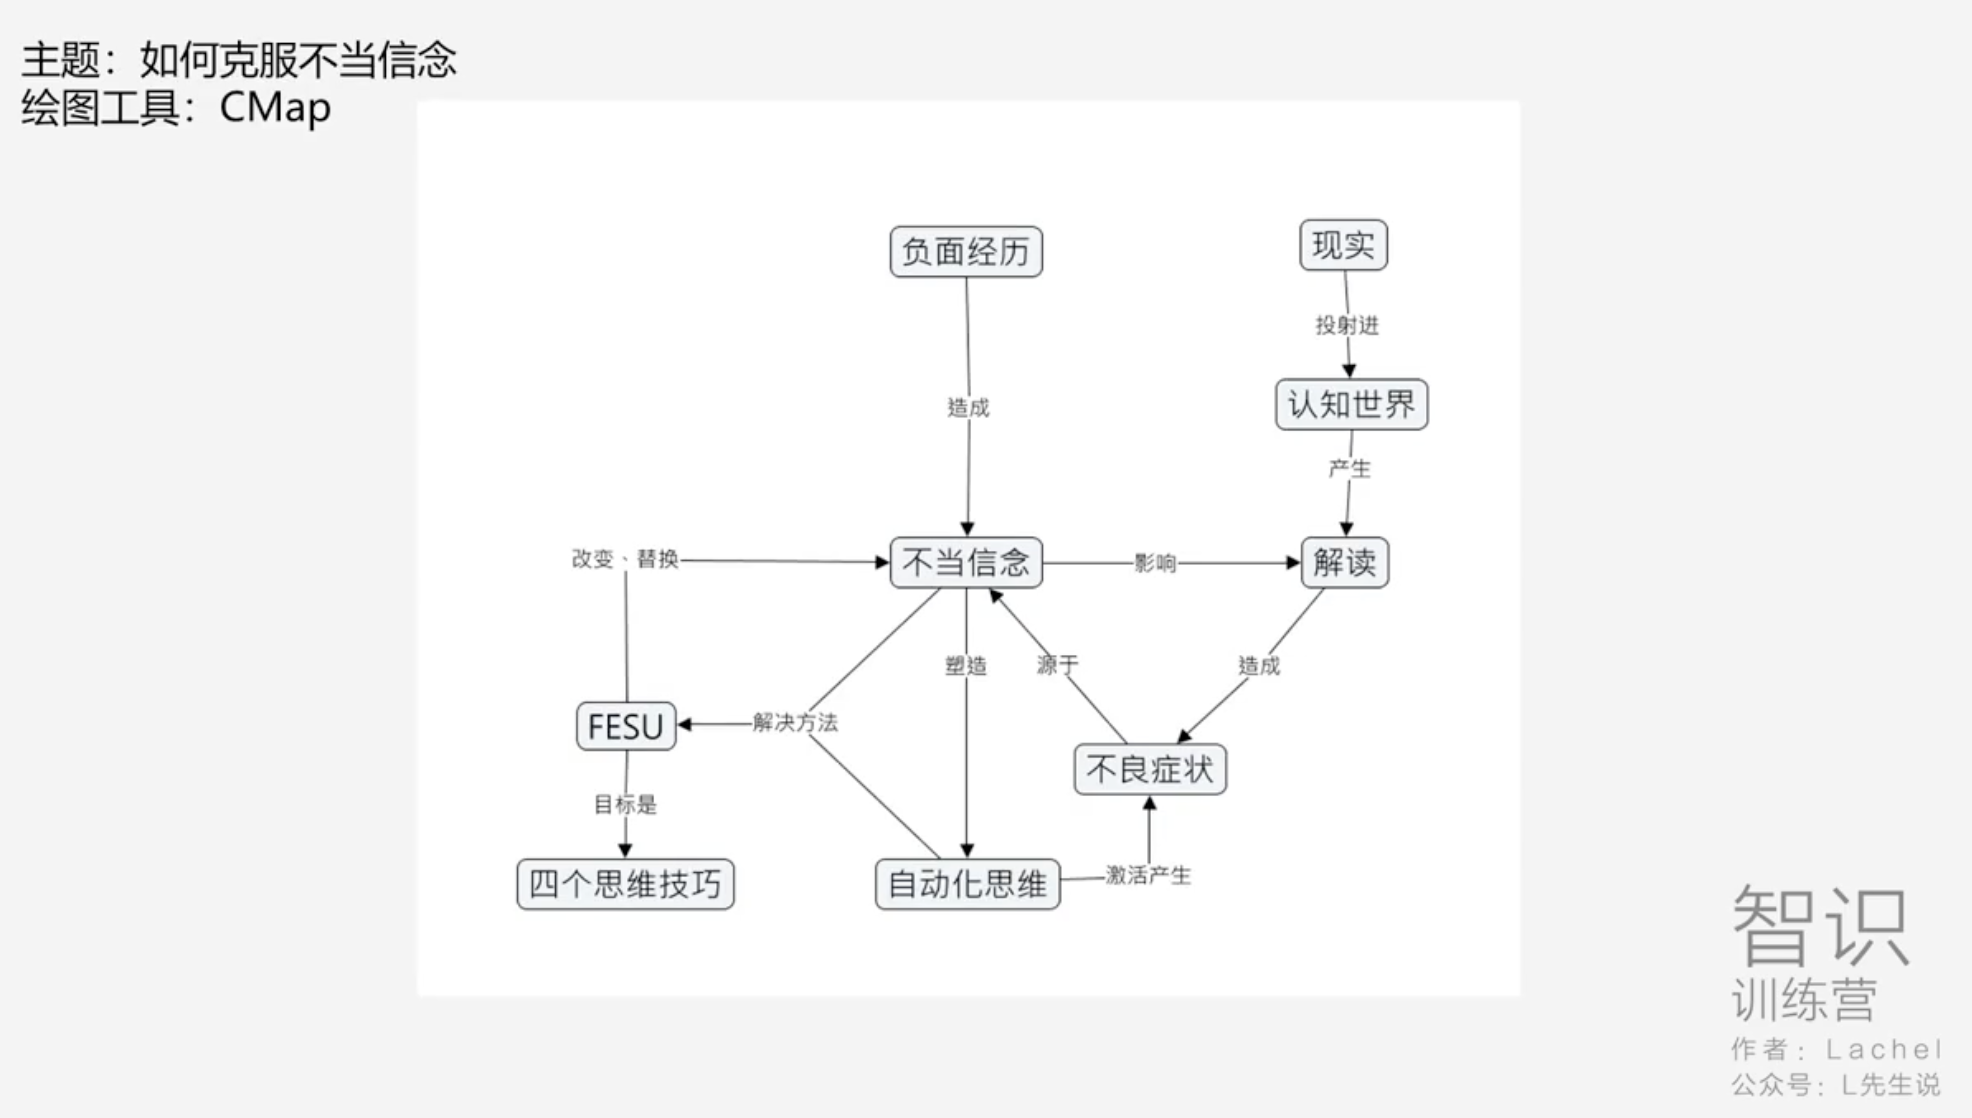 主题：如何克服不当信念
绘图工具：CMap
负面经历
现实
投射进
认知世界
造成
产生
改变、替换
不当信念
影响
解读
塑造
源于
造成
FESU
解决方法
不良症状
目标是
四个思维技巧
自动化思维
激活产生
智识
训练营
作者：Lachel
公众号：L先生说